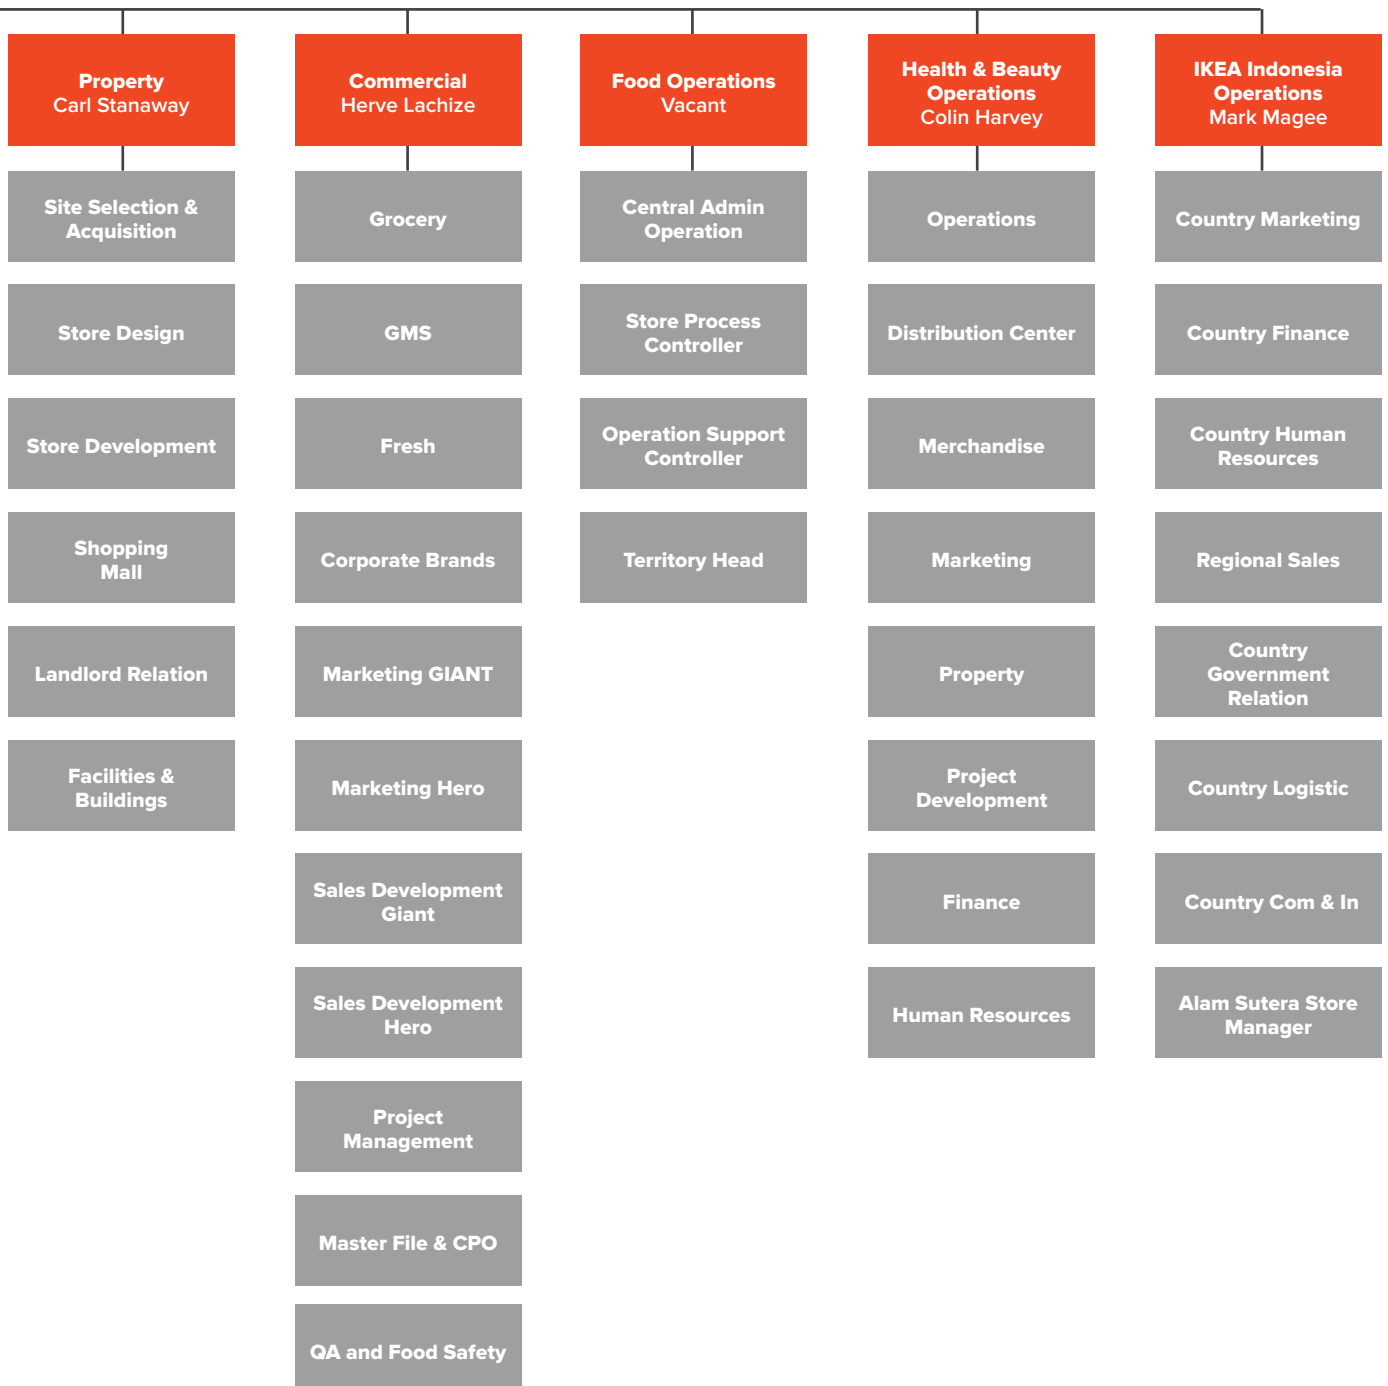 Property
Carl Stanaway
Site Selection &
Acquisition
Store Design
Store Development
Shopping
Mall
Landlord Relation
Facilities &
Buildings
Commercial
Herve Lachize
Grocery
GMS
Fresh
Corporate Brands
Marketing GIANT
Marketing Hero
Sales Development
Giant
Sales Development
Hero
Project
Management
Master File & CPO
QA and Food Safety
Food Operations
Vacant
Central Admin
Operation
Store Process
Controller
Operation Support
Controller
Territory Head
Health & Beauty
Operations
Colin Harvey
Operations
Distribution Center
Merchandise
Marketing
Property
Project
Development
Finance
Human Resources
IKEA Indonesia
Operations
Mark Magee
Country Marketing
Country Finance
Country Human
Resources
Regional Sales
Country
Government
Relation
Country Logistic
Country Com & In
Alam Sutera Store
Manager